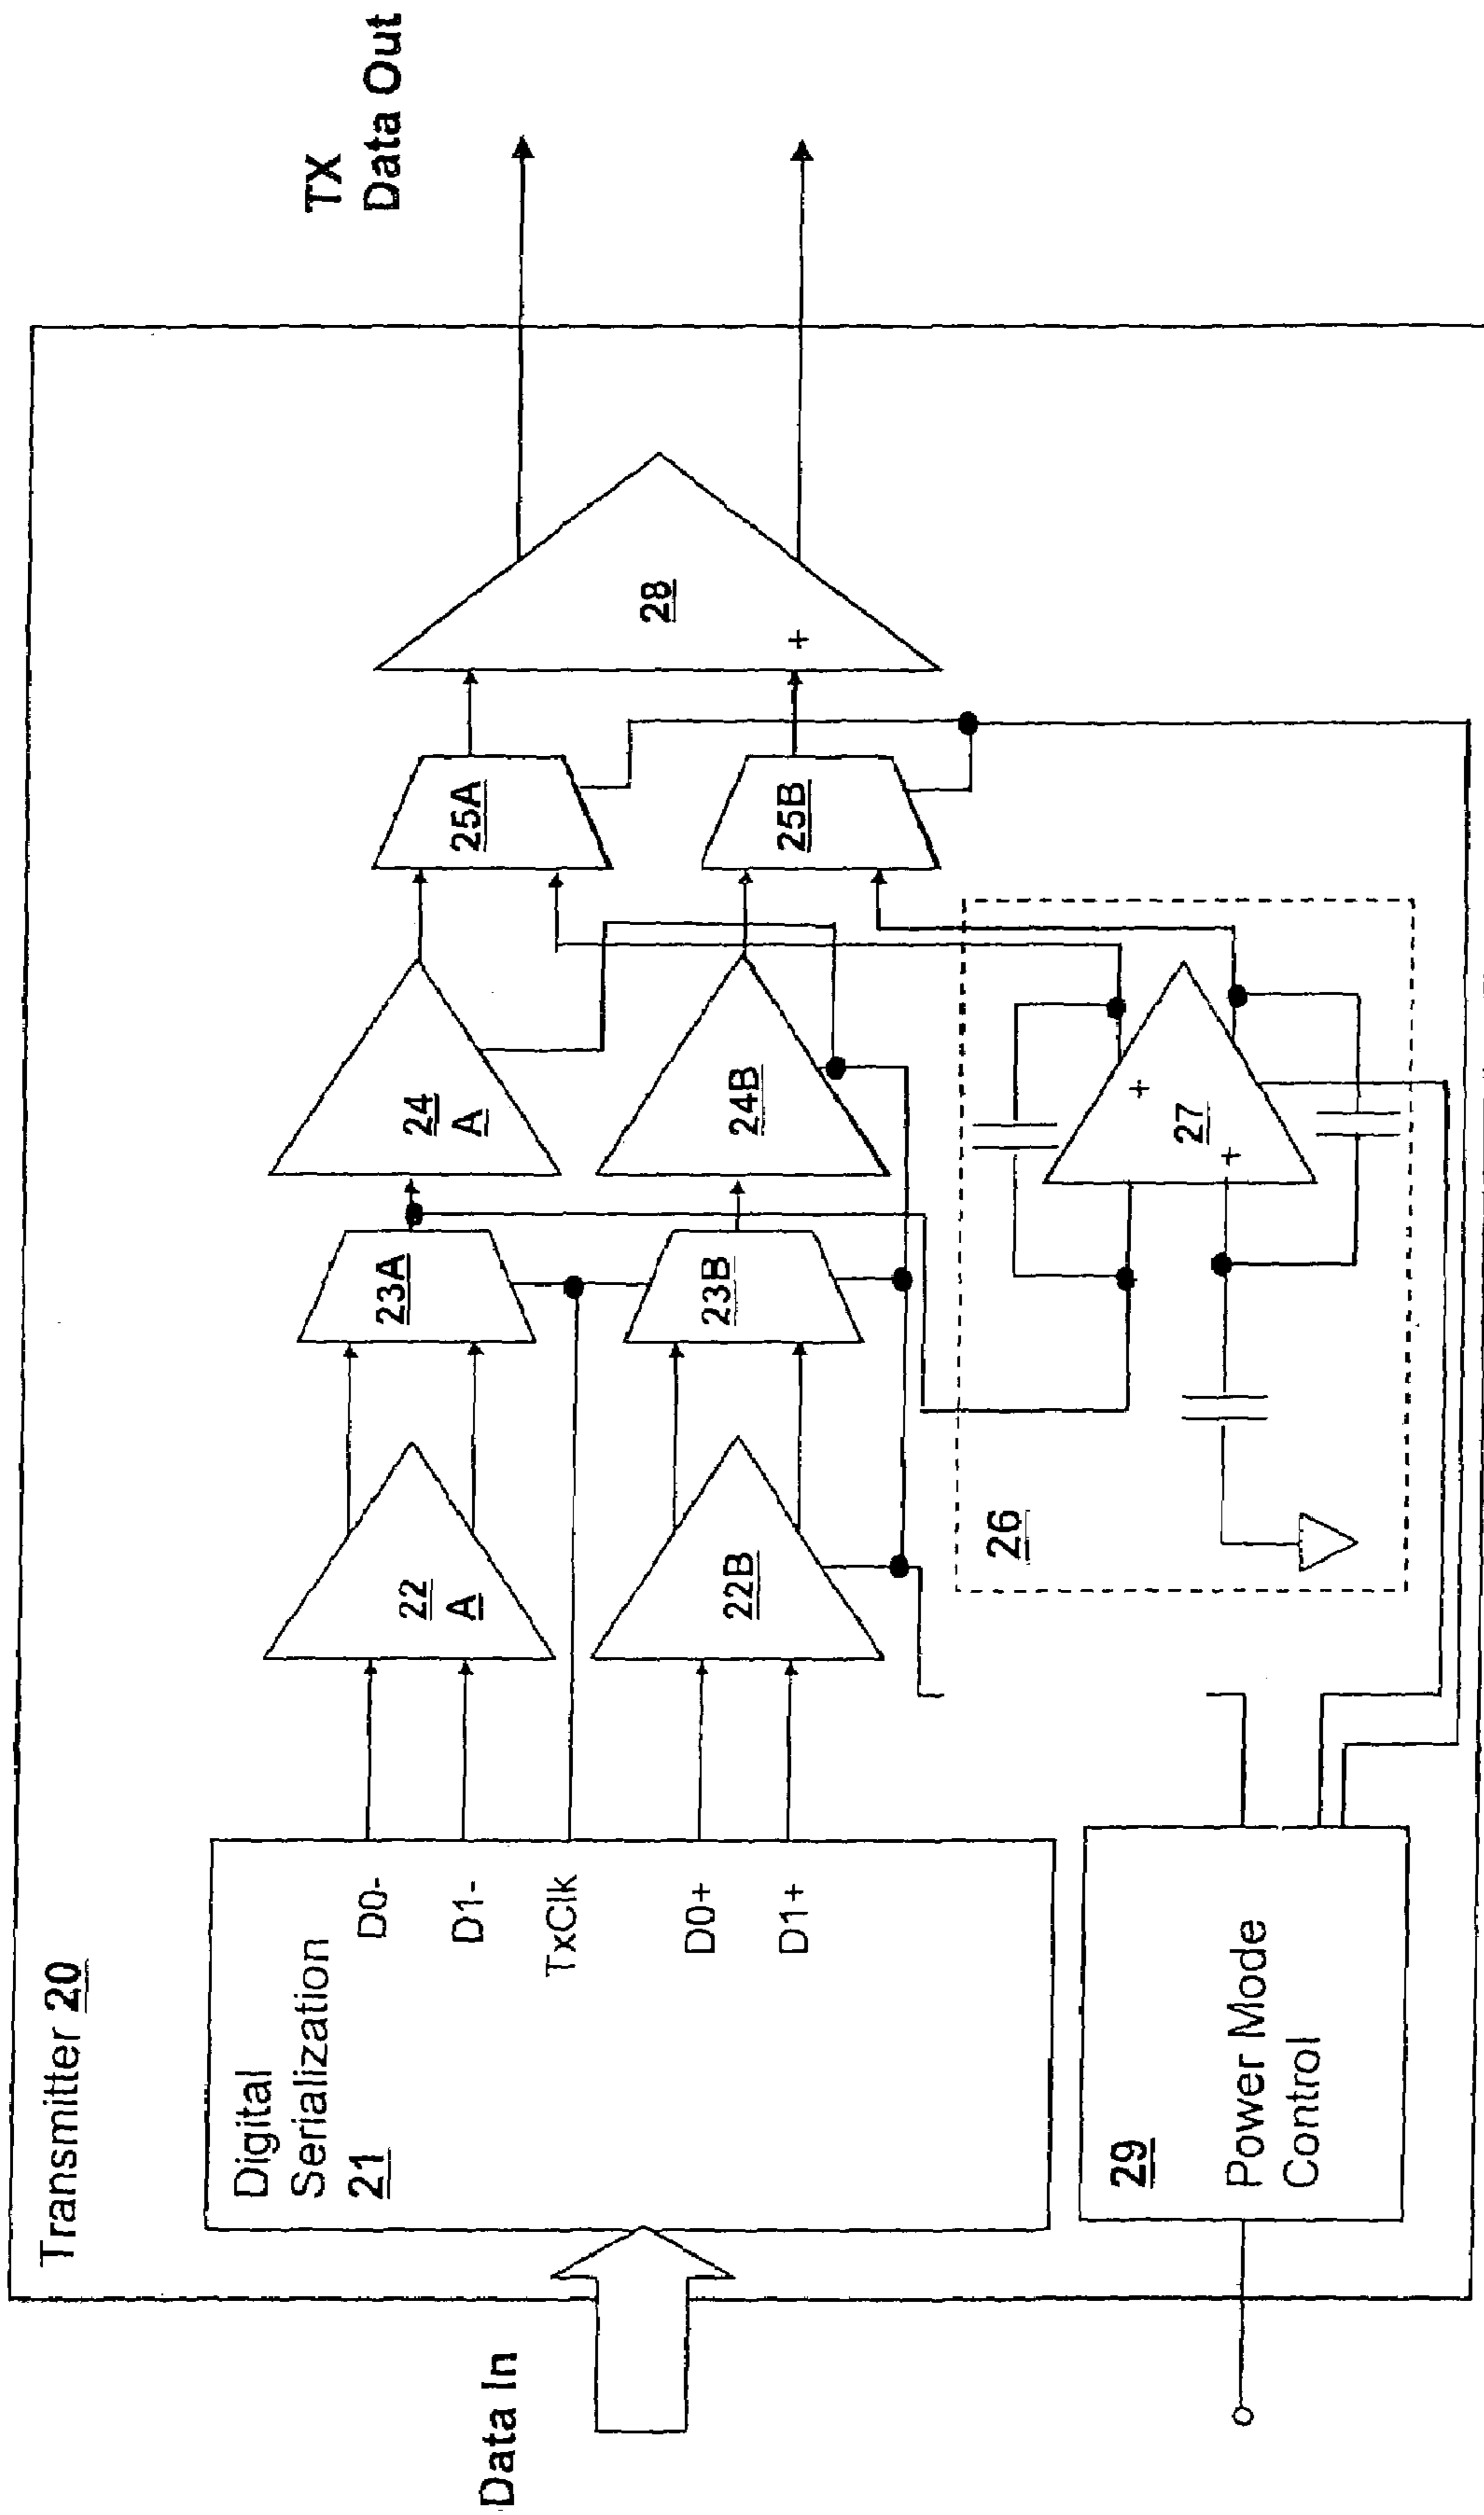 Transmitter 20
Data In
Digital
Serialization
21
D0-
D1-
TxClk
D0+
D1+
22
A
22B
23A
23B
24
A
24B
25A
25B
26
27
+
+
28
+
29
Power Mode
Control
TX
Data Out